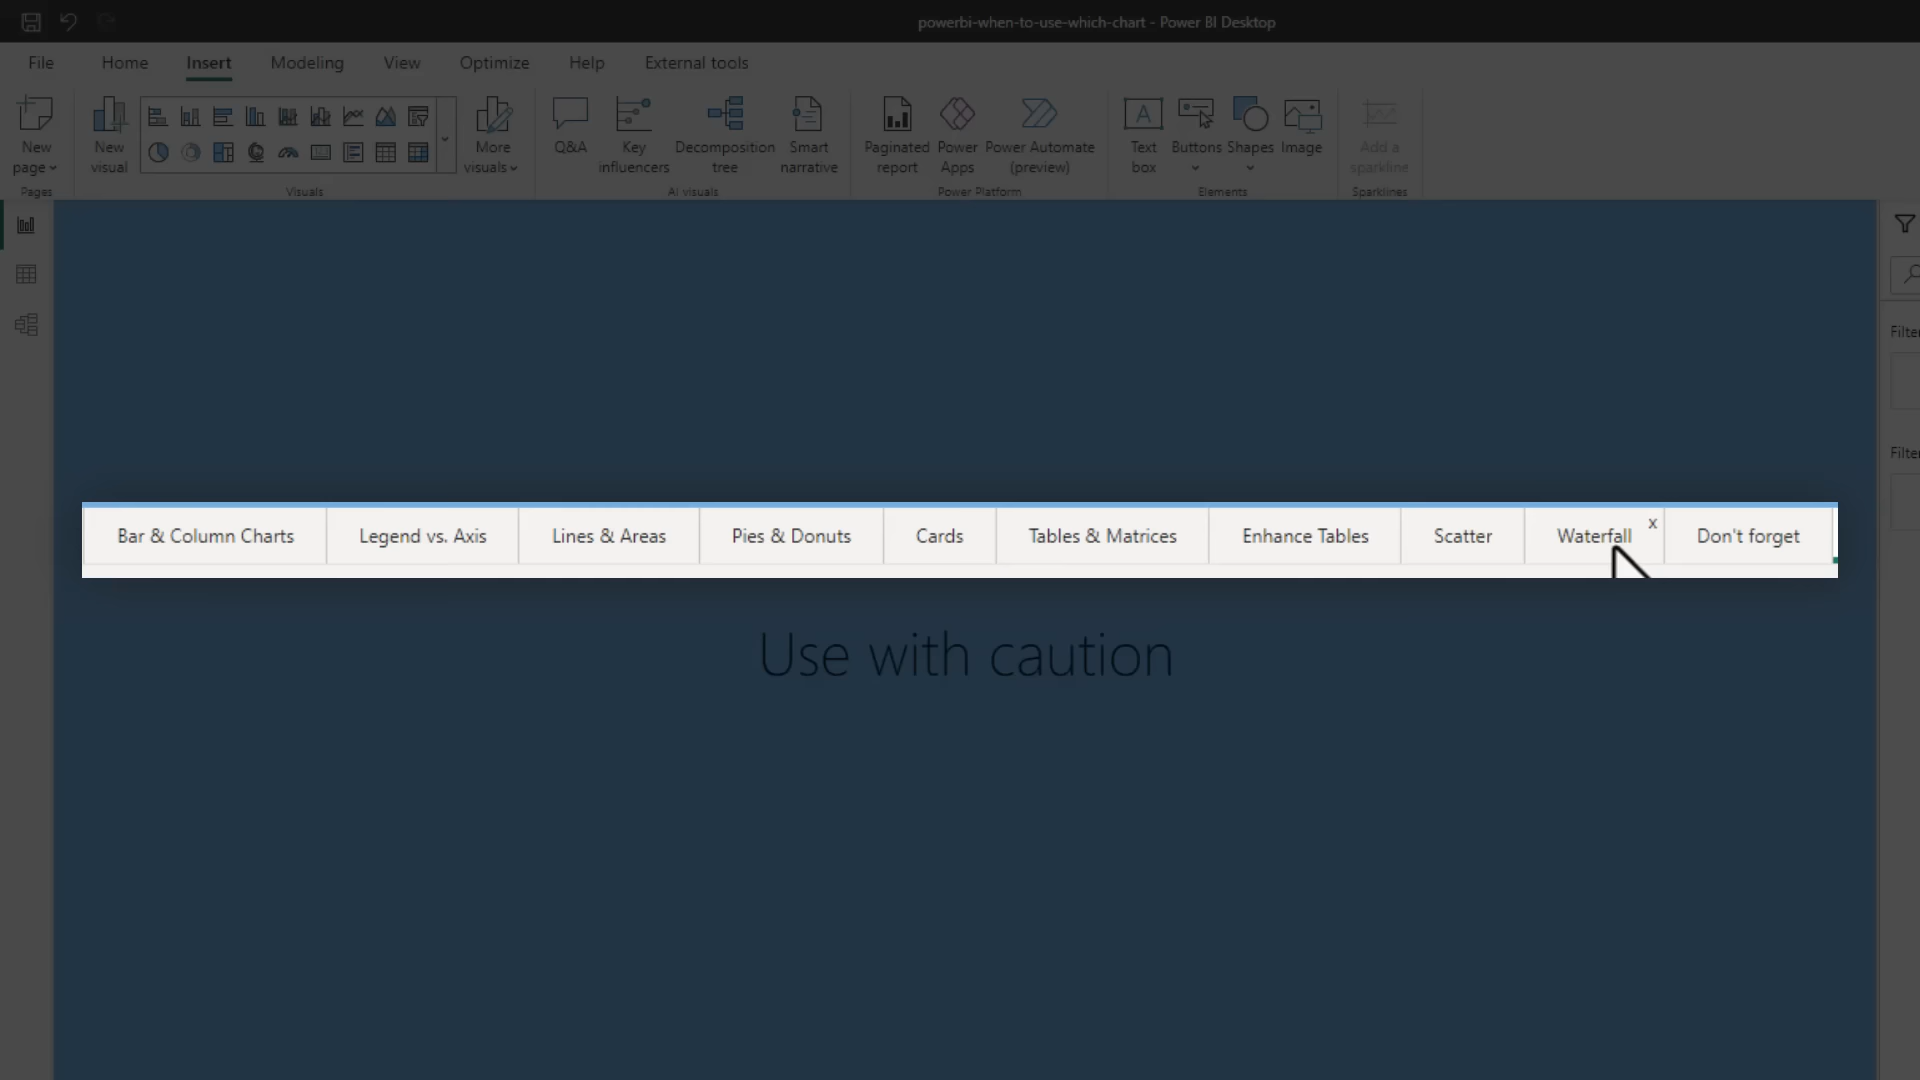 powerbi-when-to-use-which-chart - Power BI Desktop
File Home Insert Modeling View Optimize Help External tools
New page
New visual
More visuals
Q&A
Key influencers
Decomposition tree
Smart narrative
Paginated report
Power Apps
Power Automate (preview)
Text box
Buttons
Shapes
Image
Add a sparkline
Pages Visuals AI visuals Power Platform Elements Sparklines
Filte
Filte
Bar & Column Charts Legend vs. Axis Lines & Areas Pies & Donuts Cards Tables & Matrices Enhance Tables Scatter Waterfall x Don't forget
Use with caution